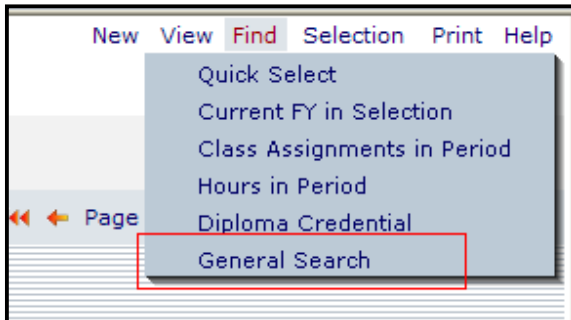 New View Find Selection Print Help
Quick Select
Current FY in Selection
Class Assignments in Period
Hours in Period
Page Diploma Credential
General Search